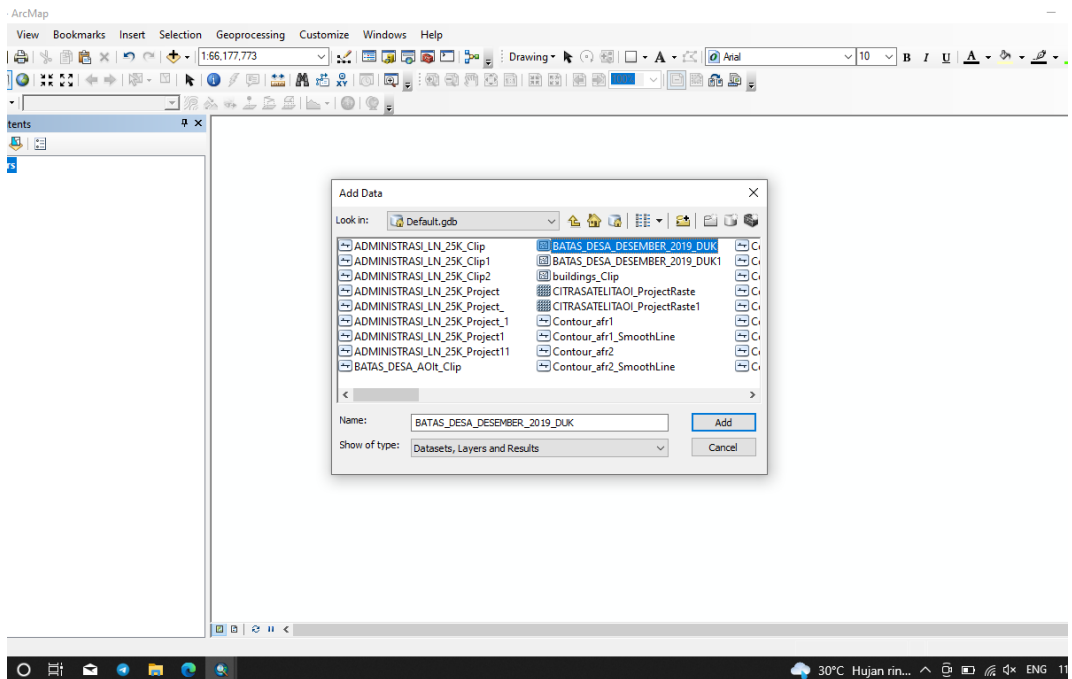 ArcMap
View Bookmarks Insert Selection Geoprocessing Customize Windows Help
1:66,177,773 Drawing A Arial 10 B I U A
tents
rs
Add Data
Look in: Default.gdb
ADMINISTRASI_LN_25K_Clip BATAS_DESA_DESEMBER_2019_DUK
ADMINISTRASI_LN_25K_Clip1 BATAS_DESA_DESEMBER_2019_DUK1
ADMINISTRASI_LN_25K_Clip2 buildings_Clip
ADMINISTRASI_LN_25K_Project CITRASATELITAOI_ProjectRaste
ADMINISTRASI_LN_25K_Project_ CITRASATELITAOI_ProjectRaste1
ADMINISTRASI_LN_25K_Project_1 Contour_afr1
ADMINISTRASI_LN_25K_Project1 Contour_afr1_SmoothLine
ADMINISTRASI_LN_25K_Project11 Contour_afr2
BATAS_DESA_AOIt_Clip Contour_afr2_SmoothLine
Name: BATAS_DESA_DESEMBER_2019_DUK Add
Show of type: Datasets, Layers and Results Cancel
30°C Hujan rin... ENG 11